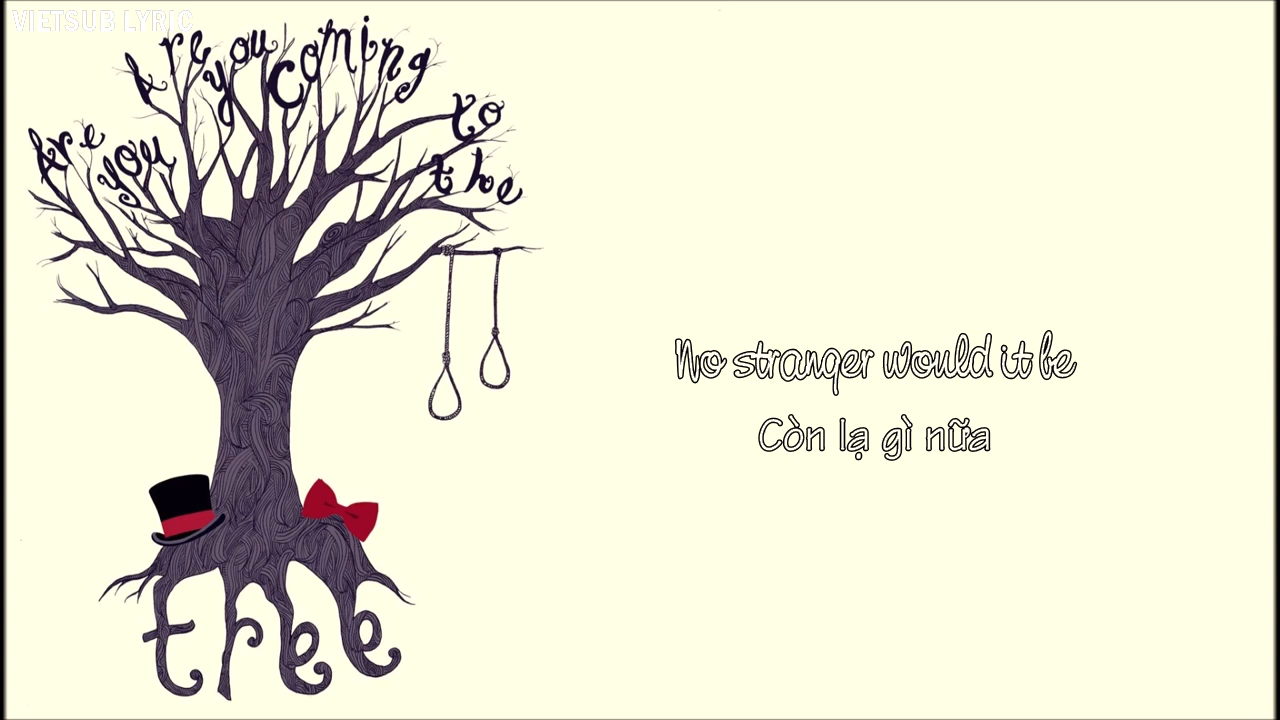 VIETSUB LYRIC
Are you
Are you coming
to
the
tree
No stranger would it be
Còn lạ gì nữa